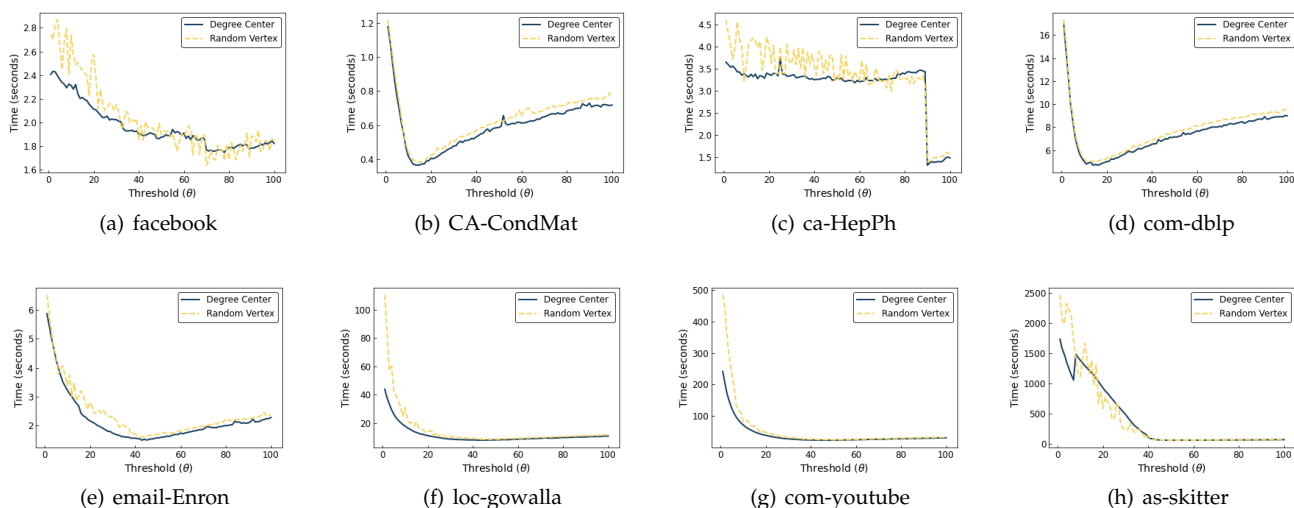 2.8
2.6
2.4
2.2
2.0
1.8
1.6
Time (seconds)
Degree Center
Random Vertex
0 20 40 60 80 100
Threshold (θ)
(a) facebook
1.2
1.0
0.8
0.6
0.4
Time (seconds)
Degree Center
Random Vertex
0 20 40 60 80 100
Threshold (θ)
(b) CA-CondMat
4.5
4.0
3.5
3.0
2.5
2.0
1.5
Time (seconds)
Degree Center
Random Vertex
0 20 40 60 80 100
Threshold (θ)
(c) ca-HepPh
16
14
12
10
8
6
Time (seconds)
Degree Center
Random Vertex
0 20 40 60 80 100
Threshold (θ)
(d) com-dblp
6
5
4
3
2
Time (seconds)
Degree Center
Random Vertex
0 20 40 60 80 100
Threshold (θ)
(e) email-Enron
100
80
60
40
20
Time (seconds)
Degree Center
Random Vertex
0 20 40 60 80 100
Threshold (θ)
(f) loc-gowalla
500
400
300
200
100
Time (seconds)
Degree Center
Random Vertex
0 20 40 60 80 100
Threshold (θ)
(g) com-youtube
2500
2000
1500
1000
500
0
Time (seconds)
Degree Center
Random Vertex
0 20 40 60 80 100
Threshold (θ)
(h) as-skitter